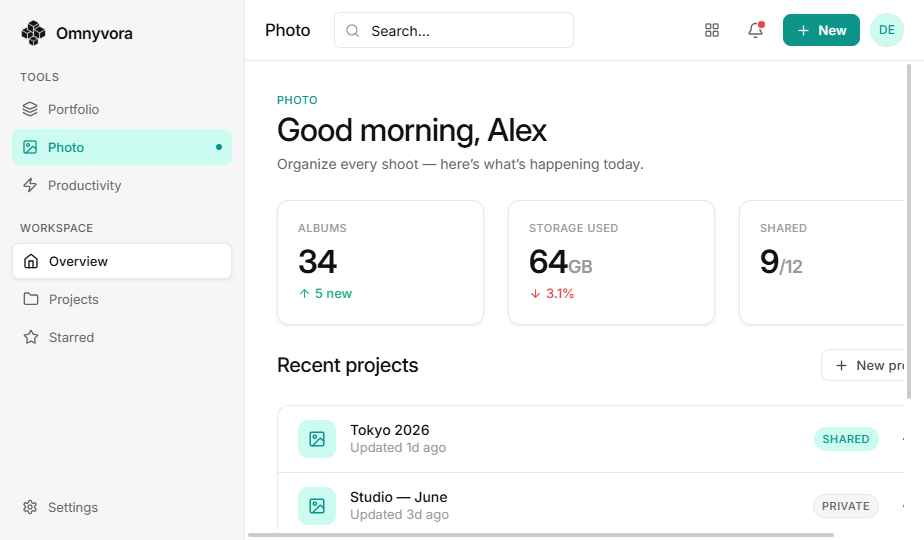 Omnyvora
TOOLS
Portfolio
Photo
Productivity
WORKSPACE
Overview
Projects
Starred
Settings
Photo
Search...
New
DE
PHOTO
Good morning, Alex
Organize every shoot — here's what's happening today.
ALBUMS
34
5 new
STORAGE USED
64GB
3.1%
SHARED
9/12
Recent projects
New pr
Tokyo 2026
Updated 1d ago
SHARED
Studio — June
Updated 3d ago
PRIVATE